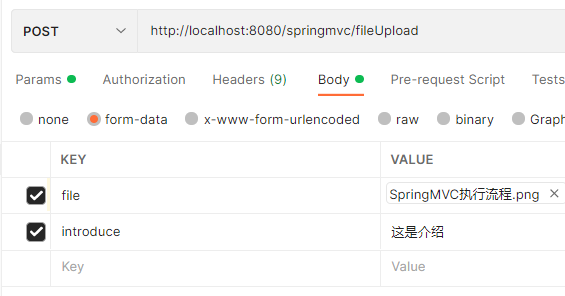 POST http://localhost:8080/springmvc/fileUpload
Params Authorization Headers (9) Body Pre-request Script Tests
none form-data x-www-form-urlencoded raw binary Grap
KEY VALUE
file SpringMVC执行流程.png ×
introduce 这是介绍
Key Value